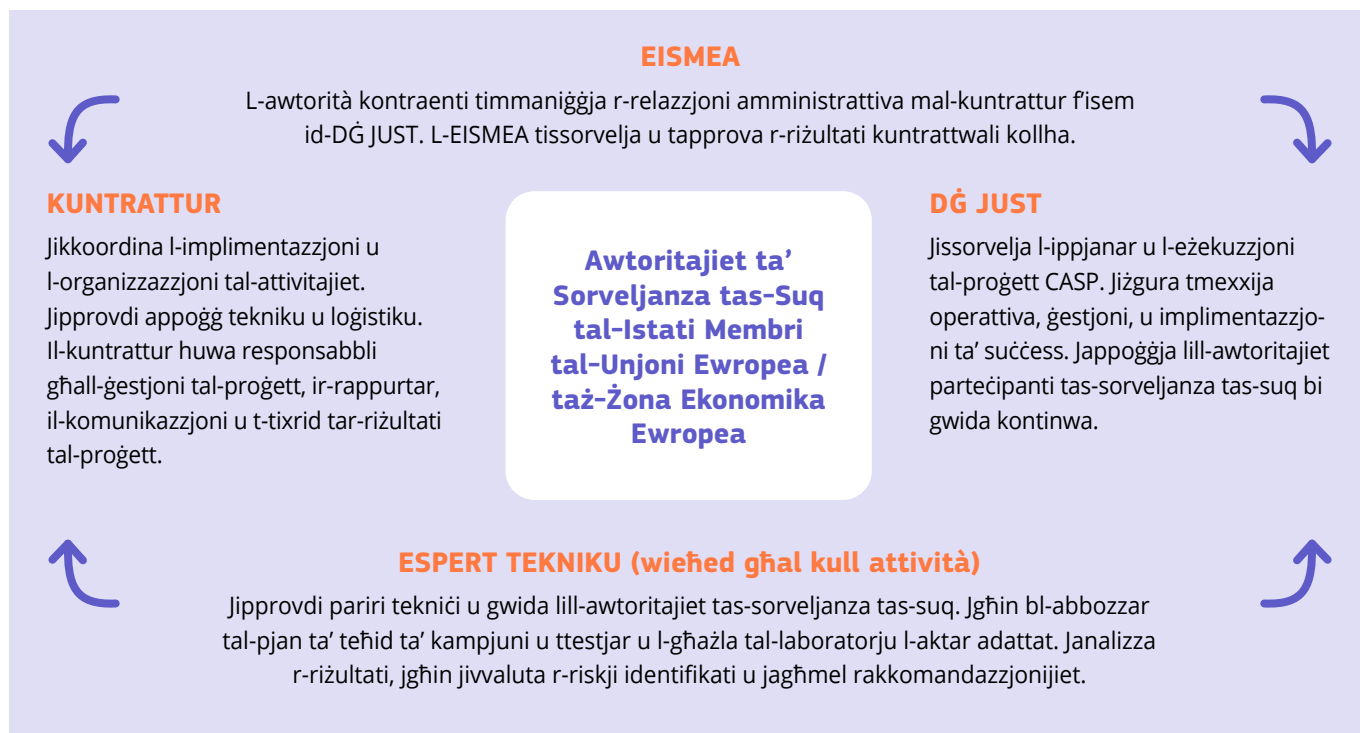 EISMEA
L-awtorità kontraenti timmaniġġja r-relazzjoni amministrattiva mal-kuntrattur f'isem
id-DĠ JUST. L-EISMEA tissorvelja u tapprova r-riżultati kuntrattwali kollha.
KUNTRATTUR
Jikkoordina l-implimentazzjoni u
l-organizzazzjoni tal-attivitajiet.
Jipprovdi appoġġ tekniku u loġistiku.
Il-kuntrattur huwa responsabbli
għall-ġestjoni tal-proġett, ir-rappurtar,
il-komunikazzjoni u t-tixrid tar-riżultati
tal-proġett.
Awtoritajiet ta'
Sorveljanza tas-Suq
tal-Istati Membri
tal-Unjoni Ewropea /
taż-Żona Ekonomika
Ewropea
DĠ JUST
Jissorvelja l-ippjanar u l-eżekuzzjoni
tal-proġett CASP. Jiżgura tmexxija
operattiva, ġestjoni, u implimentazzjo-
ni ta' suċċess. Jappoġġja lill-awtoritajiet
parteċipanti tas-sorveljanza tas-suq bi
gwida kontinwa.
ESPERT TEKNIKU (wieħed għal kull attività)
Jipprovdi pariri tekniċi u gwida lill-awtoritajiet tas-sorveljanza tas-suq. Jgħin bl-abbozzar
tal-pjan ta' teħid ta' kampjuni u ttestjar u l-għażla tal-laboratorju l-aktar adattat. Janalizza
r-riżultati, jgħin jivvaluta r-riskji identifikati u jagħmel rakkomandazzjonijiet.